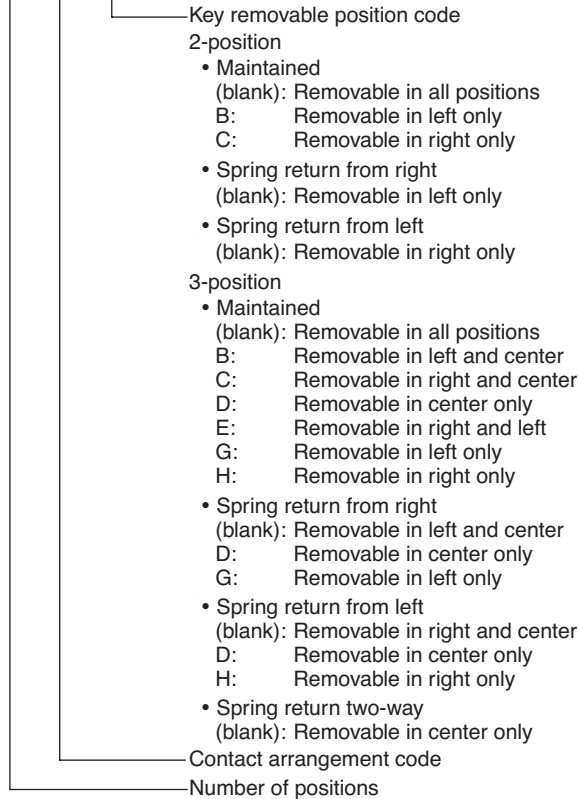 Key removable position code
2-position
• Maintained
(blank): Removable in all positions
B: Removable in left only
C: Removable in right only
• Spring return from right
(blank): Removable in left only
• Spring return from left
(blank): Removable in right only
3-position
• Maintained
(blank): Removable in all positions
B: Removable in left and center
C: Removable in right and center
D: Removable in center only
E: Removable in right and left
G: Removable in left only
H: Removable in right only
• Spring return from right
(blank): Removable in left and center
D: Removable in center only
G: Removable in left only
• Spring return from left
(blank): Removable in right and center
D: Removable in center only
H: Removable in right only
• Spring return two-way
(blank): Removable in center only
Contact arrangement code
Number of positions